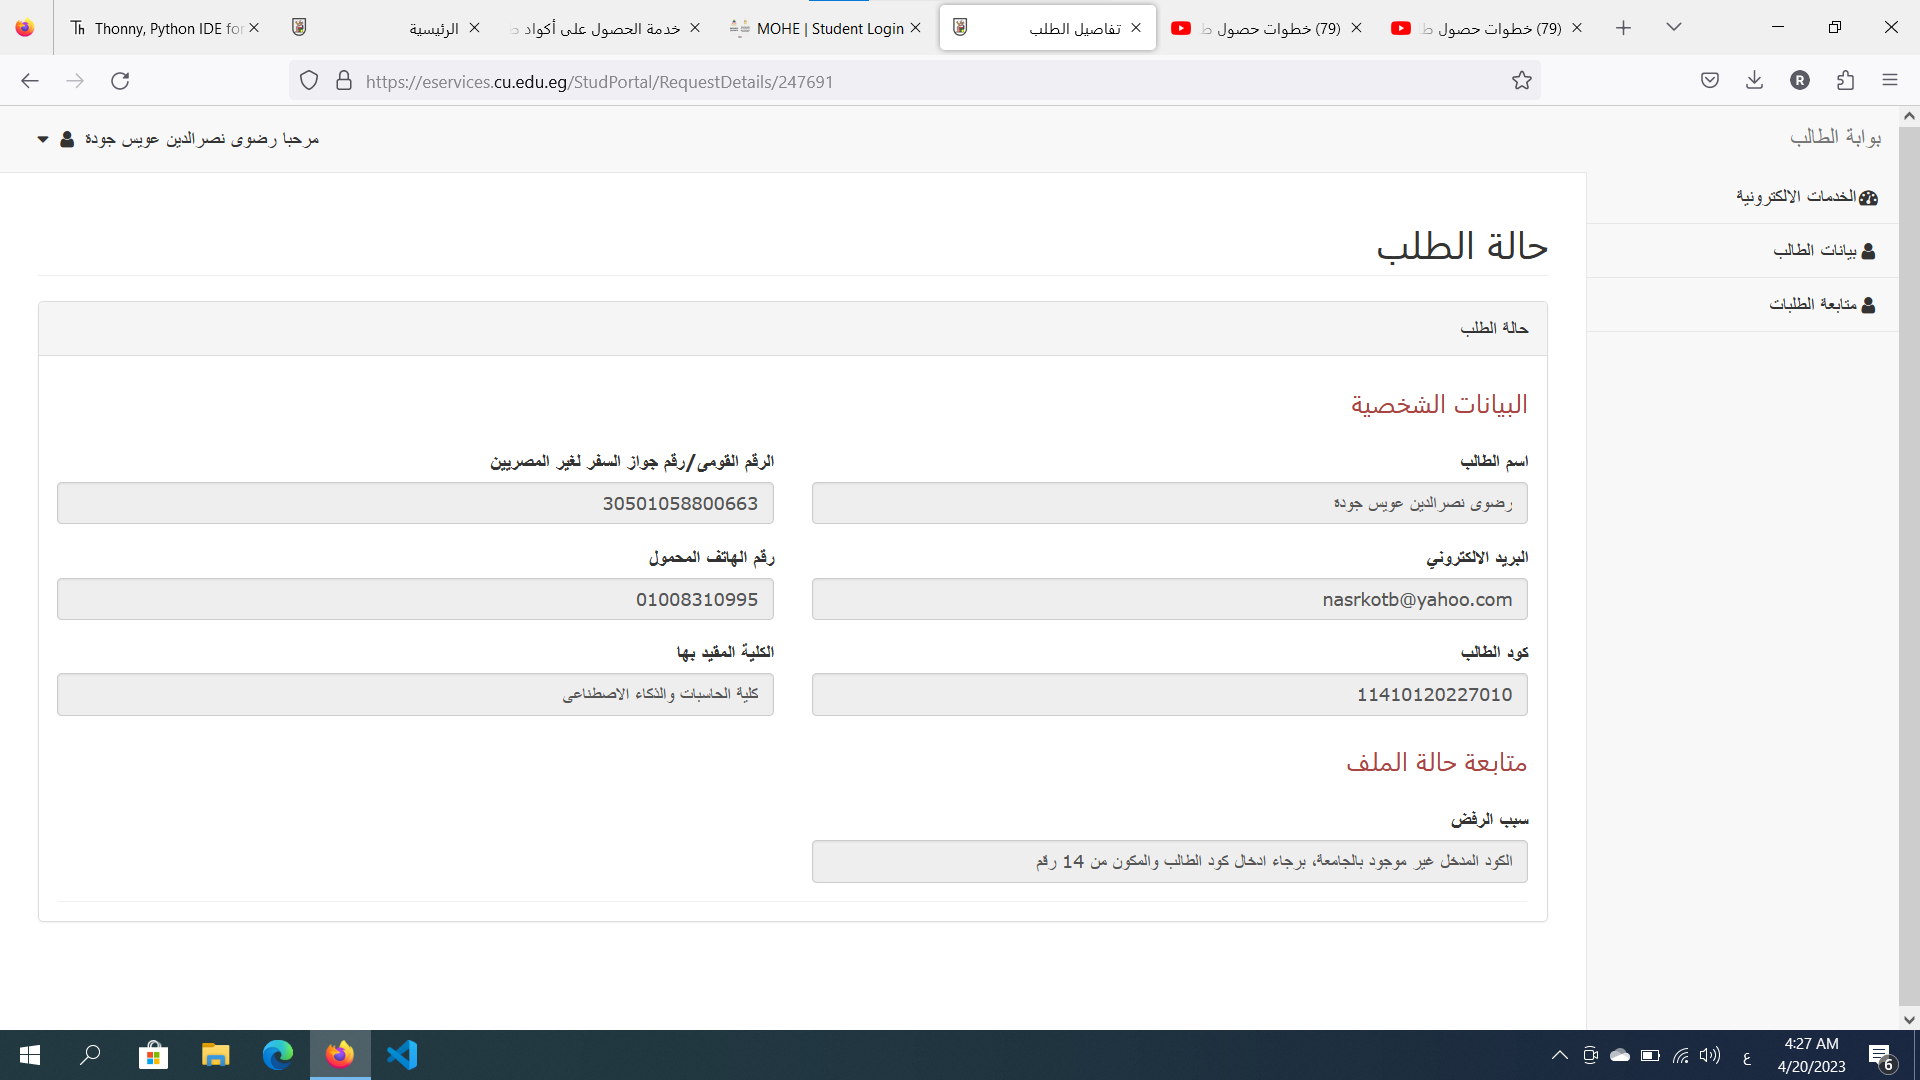 Thonny, Python IDE for
الرئيسية
خدمة الحصول على أكواد
MOHE | Student Login
تفاصيل الطلب
(79) خطوات حصول
(79) خطوات حصول
https://eservices.cu.edu.eg/StudPortal/RequestDetails/247691
R
بوابة الطالب
مرحبا رضوى نصرالدين عويس جودة
الخدمات الالكترونية
بيانات الطالب
متابعة الطلبات
حالة الطلب
حالة الطلب
البيانات الشخصية
اسم الطالب
رضوى نصرالدين عويس جودة
الرقم القومى/رقم جواز السفر لغير المصريين
30501058800663
البريد الالكتروني
nasrkotb@yahoo.com
رقم الهاتف المحمول
01008310995
كود الطالب
11410120227010
الكلية المقيد بها
كلية الحاسبات والذكاء الاصطناعى
متابعة حالة الملف
سبب الرفض
الكود المدخل غير موجود بالجامعة، برجاء ادخال كود الطالب والمكون من 14 رقم
ع
4:27 AM
4/20/2023
6